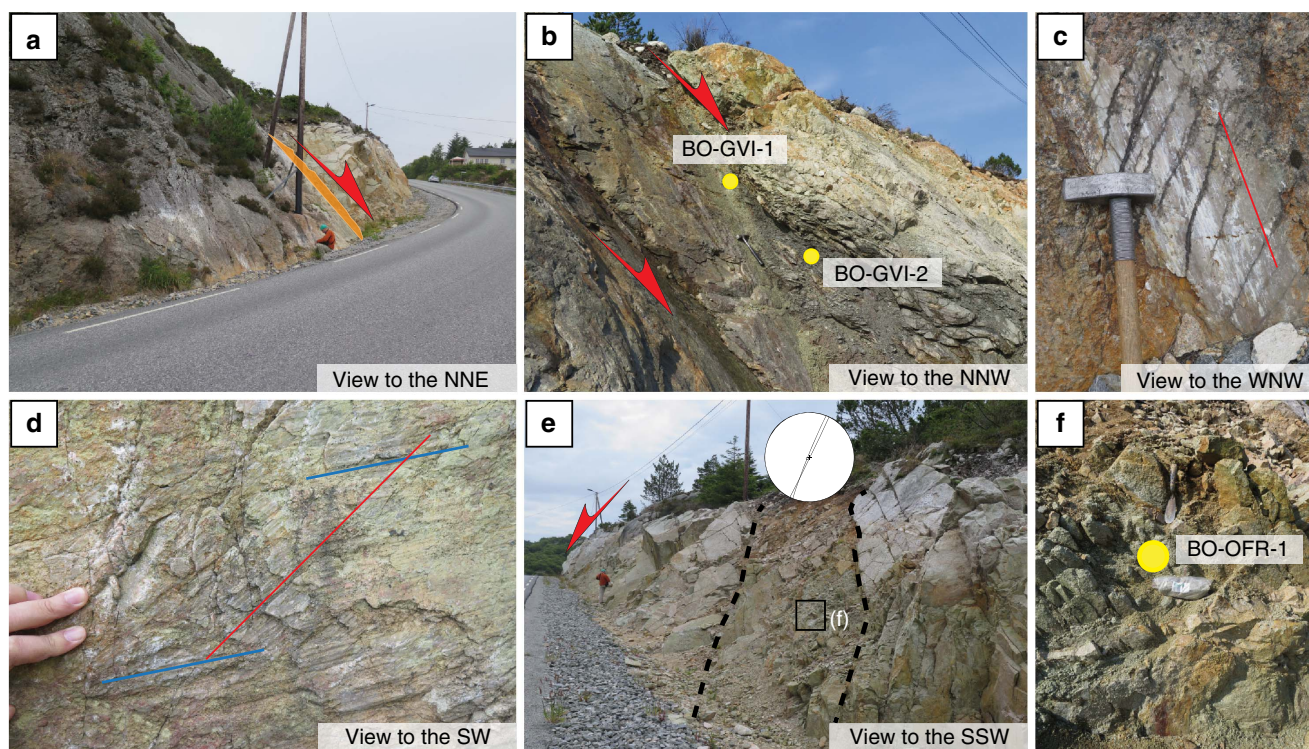 a
View to the NNE
b
BO-GVI-1
BO-GVI-2
View to the NNW
c
View to the WNW
d
View to the SW
e
(f)
View to the SSW
f
BO-OFR-1